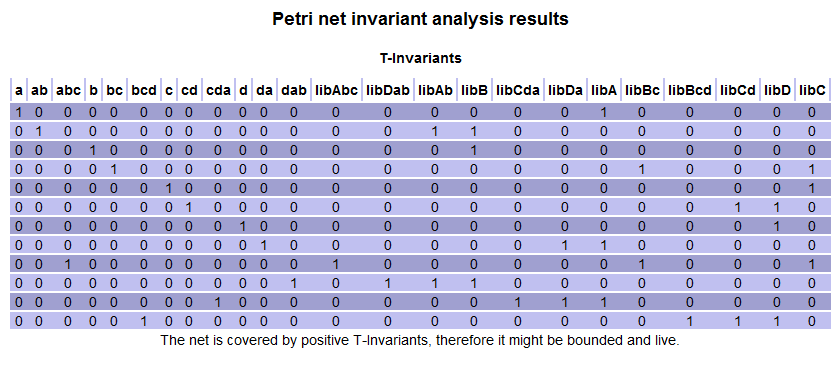 Petri net invariant analysis results
T-Invariants
a ab abc b bc bcd c cd cda d da dab libAbc libDab libAb libB libCda libDa libA libBc libBcd libCd libD libC
1 0 0 0 0 0 0 0 0 0 0 0 0 0 0 0 0 0 1 0 0 0 0 0
0 1 0 0 0 0 0 0 0 0 0 0 0 0 1 1 0 0 0 0 0 0 0 0
0 0 0 1 0 0 0 0 0 0 0 0 0 0 0 1 0 0 0 0 0 0 0 0
0 0 0 0 1 0 0 0 0 0 0 0 0 0 0 0 0 0 0 1 0 0 0 1
0 0 0 0 0 0 1 0 0 0 0 0 0 0 0 0 0 0 0 0 0 0 0 1
0 0 0 0 0 0 0 1 0 0 0 0 0 0 0 0 0 0 0 0 0 1 1 0
0 0 0 0 0 0 0 0 0 1 0 0 0 0 0 0 0 0 0 0 0 0 1 0
0 0 0 0 0 0 0 0 0 0 1 0 0 0 0 0 0 1 1 0 0 0 0 0
0 0 1 0 0 0 0 0 0 0 0 0 1 0 0 0 0 0 0 1 0 0 0 1
0 0 0 0 0 0 0 0 0 0 0 1 0 1 1 1 0 0 0 0 0 0 0 0
0 0 0 0 0 0 0 0 1 0 0 0 0 0 0 0 1 1 1 0 0 0 0 0
0 0 0 0 0 1 0 0 0 0 0 0 0 0 0 0 0 0 0 0 1 1 1 0
The net is covered by positive T-Invariants, therefore it might be bounded and live.